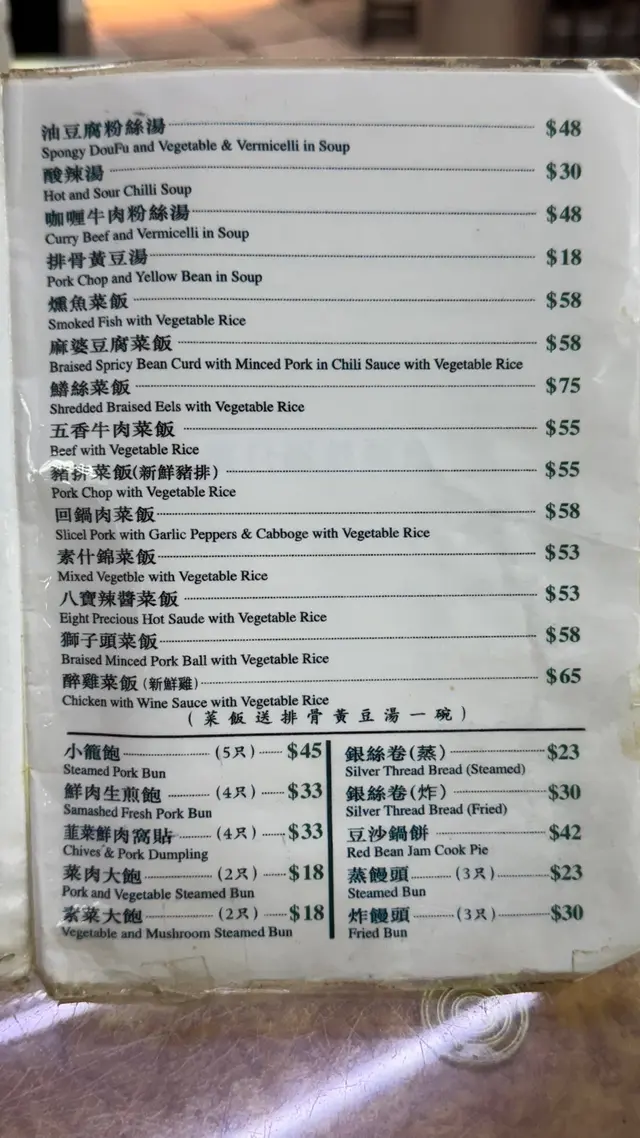 油豆腐粉絲湯 $48
Spongy DouFu and Vegetable & Vermicelli in Soup
酸辣湯 $30
Hot and Sour Chilli Soup
咖喱牛肉粉絲湯 $48
Curry Beef and Vermicelli in Soup
排骨黃豆湯 $18
Pork Chop and Yellow Bean in Soup
燻魚菜飯 $58
Smoked Fish with Vegetable Rice
麻婆豆腐菜飯 $58
Braised Spricy Bean Curd with Minced Pork in Chili Sauce with Vegetable Rice
鱔絲菜飯 $75
Shredded Braised Eels with Vegetable Rice
五香牛肉菜飯 $55
Beef with Vegetable Rice
豬排菜飯(新鮮豬排) $55
Pork Chop with Vegetable Rice
回鍋肉菜飯 $58
Slicel Pork with Garlic Peppers & Cabboge with Vegetable Rice
素什錦菜飯 $53
Mixed Vegetble with Vegetable Rice
八寶辣醬菜飯 $53
Eight Precious Hot Saude with Vegetable Rice
獅子頭菜飯 $58
Braised Minced Pork Ball with Vegetable Rice
醉雞菜飯(新鮮雞) $65
Chicken with Wine Sauce with Vegetable Rice
(菜飯送排骨黃豆湯一碗)
小籠飽 (5只) $45
Steamed Pork Bun
鮮肉生煎飽 (4只) $33
Samashed Fresh Pork Bun
韮菜鮮肉窩貼 (4只) $33
Chives & Pork Dumpling
菜肉大飽 (2只) $18
Pork and Vegetable Steamed Bun
素菜大飽 (2只) $18
Vegetable and Mushroom Steamed Bun
銀絲卷(蒸) $23
Silver Thread Bread (Steamed)
銀絲卷(炸) $30
Silver Thread Bread (Fried)
豆沙鍋餅 $42
Red Bean Jam Cook Pie
蒸饅頭 (3只) $23
Steamed Bun
炸饅頭 (3只) $30
Fried Bun